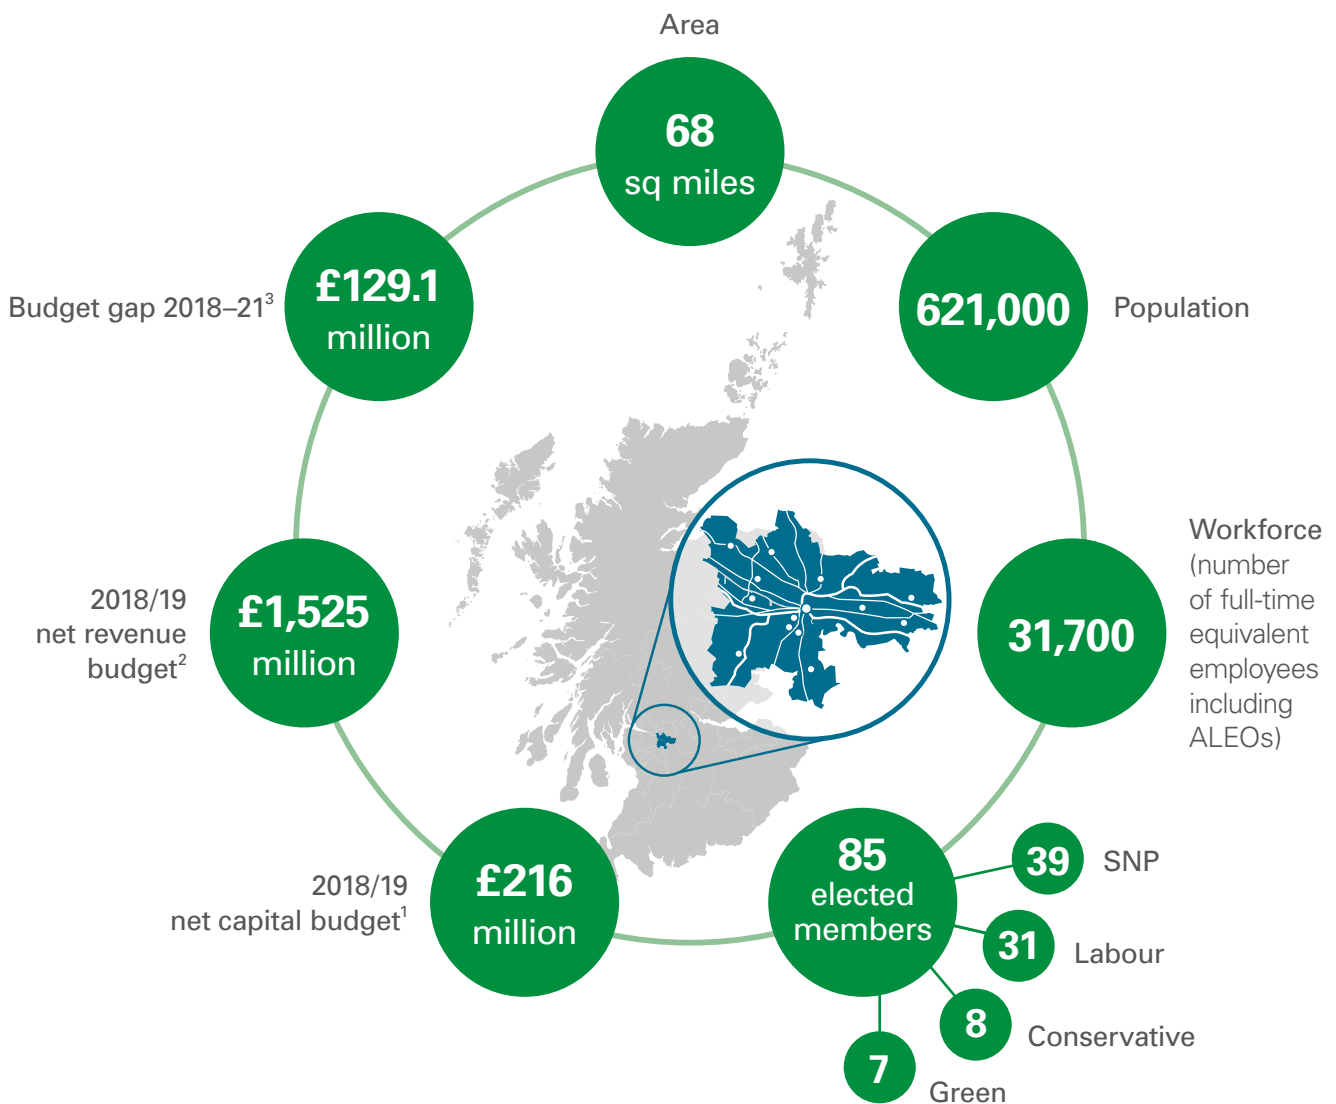 Area
68
sq miles
621,000
Population
Workforce
(number
of full-time
equivalent
employees
including
ALEOs)
31,700
85
elected
members
39
SNP
31
Labour
8
Conservative
7
Green
£216
million
2018/19
net capital budget1
£1,525
million
2018/19
net revenue
budget2
£129.1
million
Budget gap 2018–213